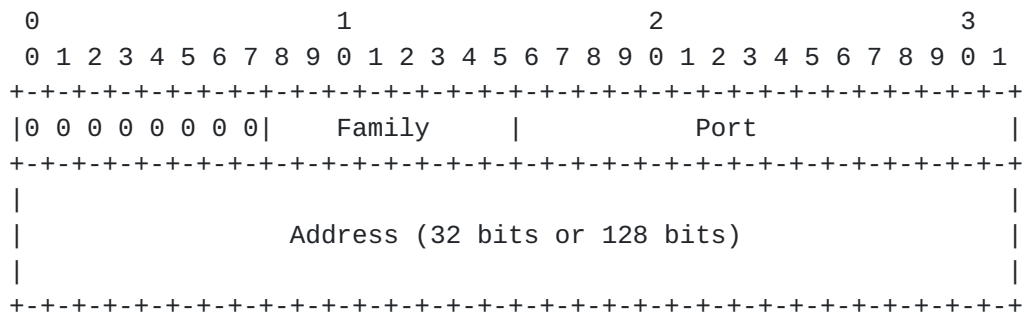 0                   1                   2                   3
 0 1 2 3 4 5 6 7 8 9 0 1 2 3 4 5 6 7 8 9 0 1 2 3 4 5 6 7 8 9 0 1
+-+-+-+-+-+-+-+-+-+-+-+-+-+-+-+-+-+-+-+-+-+-+-+-+-+-+-+-+-+-+-+-+
|0 0 0 0 0 0 0 0|    Family     |           Port                |
+-+-+-+-+-+-+-+-+-+-+-+-+-+-+-+-+-+-+-+-+-+-+-+-+-+-+-+-+-+-+-+-+
|                                                               |
|                 Address (32 bits or 128 bits)                 |
|                                                               |
+-+-+-+-+-+-+-+-+-+-+-+-+-+-+-+-+-+-+-+-+-+-+-+-+-+-+-+-+-+-+-+-+